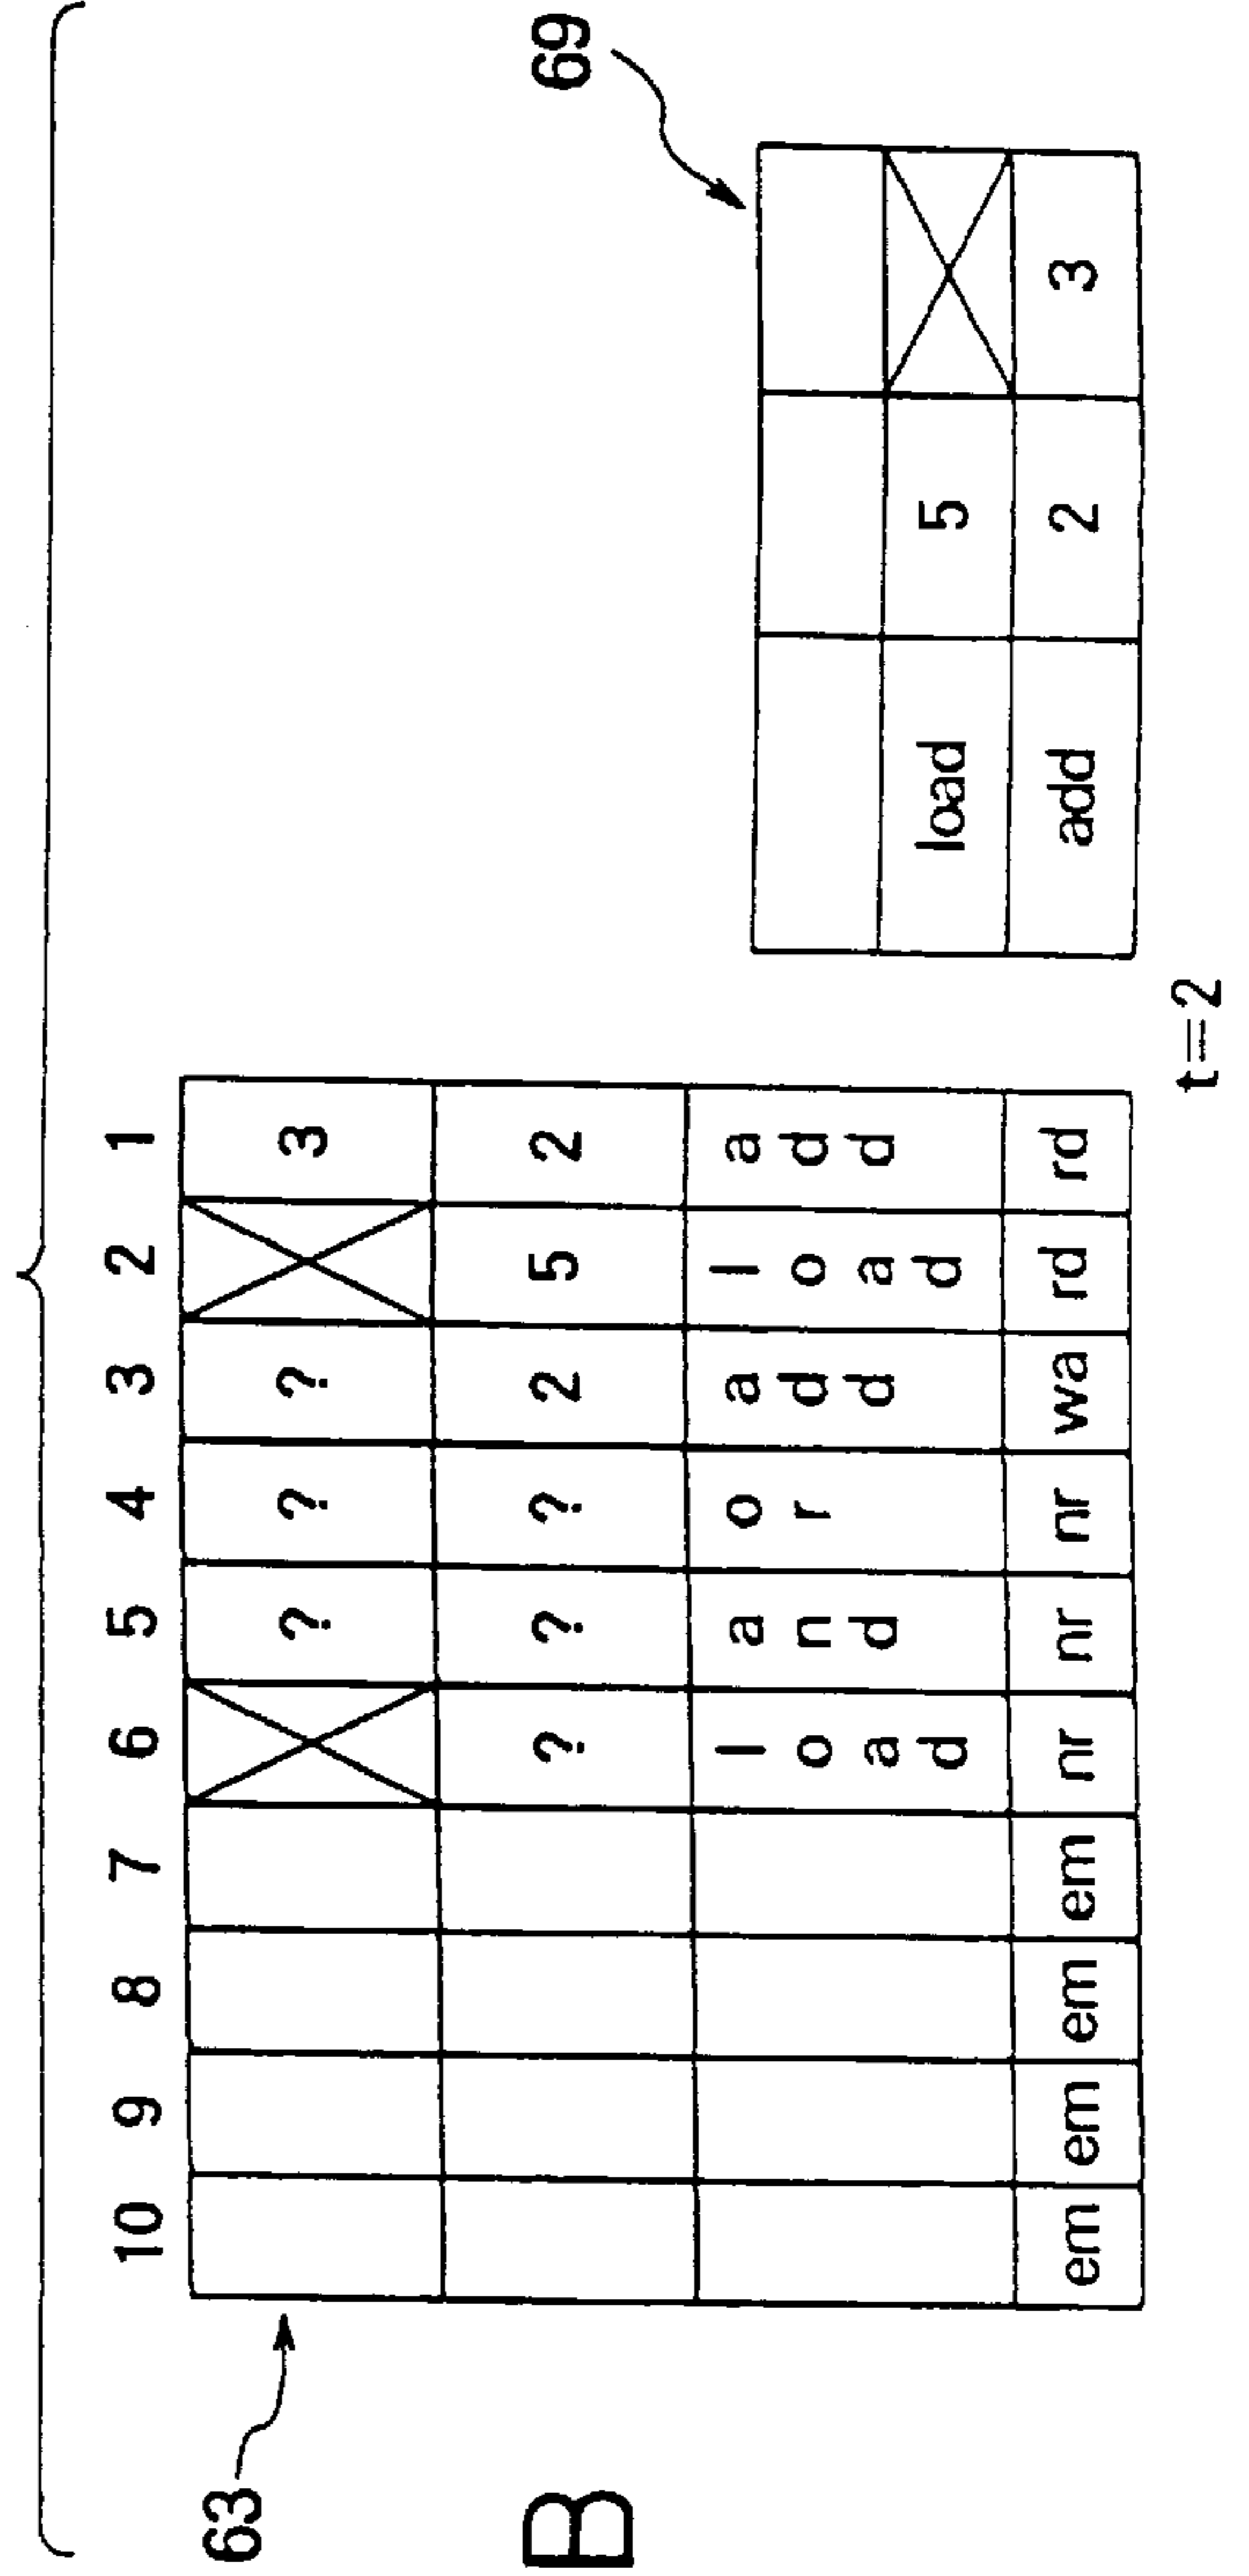 63
69
B
10 9 8 7 6 5 4 3 2 1
? ? ? 3
? ? ? 2 5 2
load and or add load add
em em em em nr nr nr wa rd rd
load 5
add 2 3
t=2